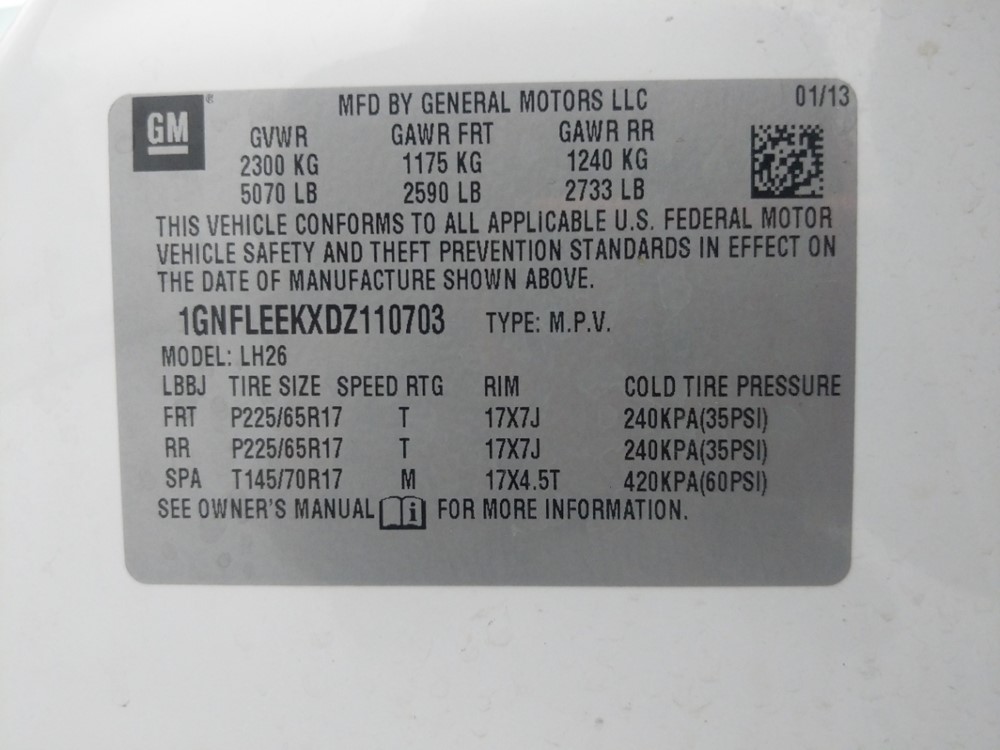 GM ® MFD BY GENERAL MOTORS LLC 01/13
GVWR GAWR FRT GAWR RR
2300 KG 1175 KG 1240 KG
5070 LB 2590 LB 2733 LB
THIS VEHICLE CONFORMS TO ALL APPLICABLE U.S. FEDERAL MOTOR
VEHICLE SAFETY AND THEFT PREVENTION STANDARDS IN EFFECT ON
THE DATE OF MANUFACTURE SHOWN ABOVE.
1GNFLEEKXDZ110703 TYPE: M.P.V.
MODEL: LH26
LBBJ TIRE SIZE SPEED RTG RIM COLD TIRE PRESSURE
FRT P225/65R17 T 17X7J 240KPA(35PSI)
RR P225/65R17 T 17X7J 240KPA(35PSI)
SPA T145/70R17 M 17X4.5T 420KPA(60PSI)
SEE OWNER'S MANUAL i FOR MORE INFORMATION.